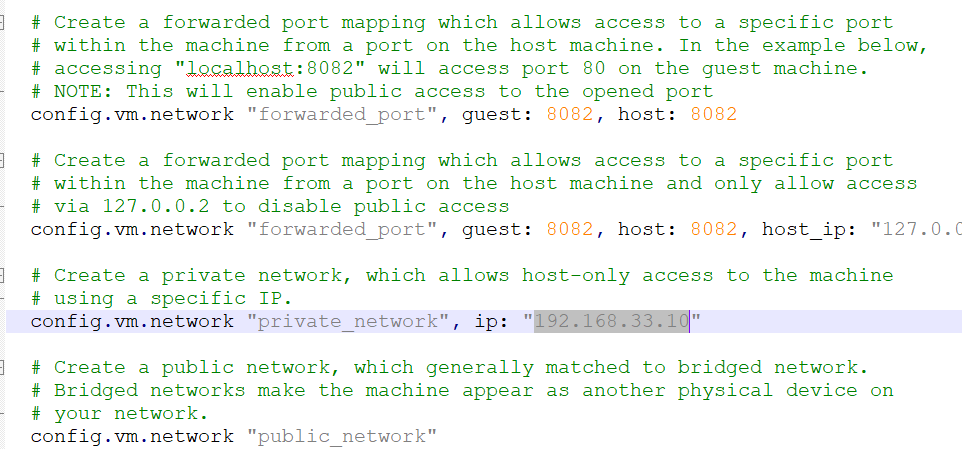 # Create a forwarded port mapping which allows access to a specific port
# within the machine from a port on the host machine. In the example below,
# accessing "localhost:8082" will access port 80 on the guest machine.
# NOTE: This will enable public access to the opened port
config.vm.network "forwarded_port", guest: 8082, host: 8082
# Create a forwarded port mapping which allows access to a specific port
# within the machine from a port on the host machine and only allow access
# via 127.0.0.2 to disable public access
config.vm.network "forwarded_port", guest: 8082, host: 8082, host_ip: "127.0.0
# Create a private network, which allows host-only access to the machine
# using a specific IP.
config.vm.network "private_network", ip: "192.168.33.10"
# Create a public network, which generally matched to bridged network.
# Bridged networks make the machine appear as another physical device on
# your network.
config.vm.network "public_network"